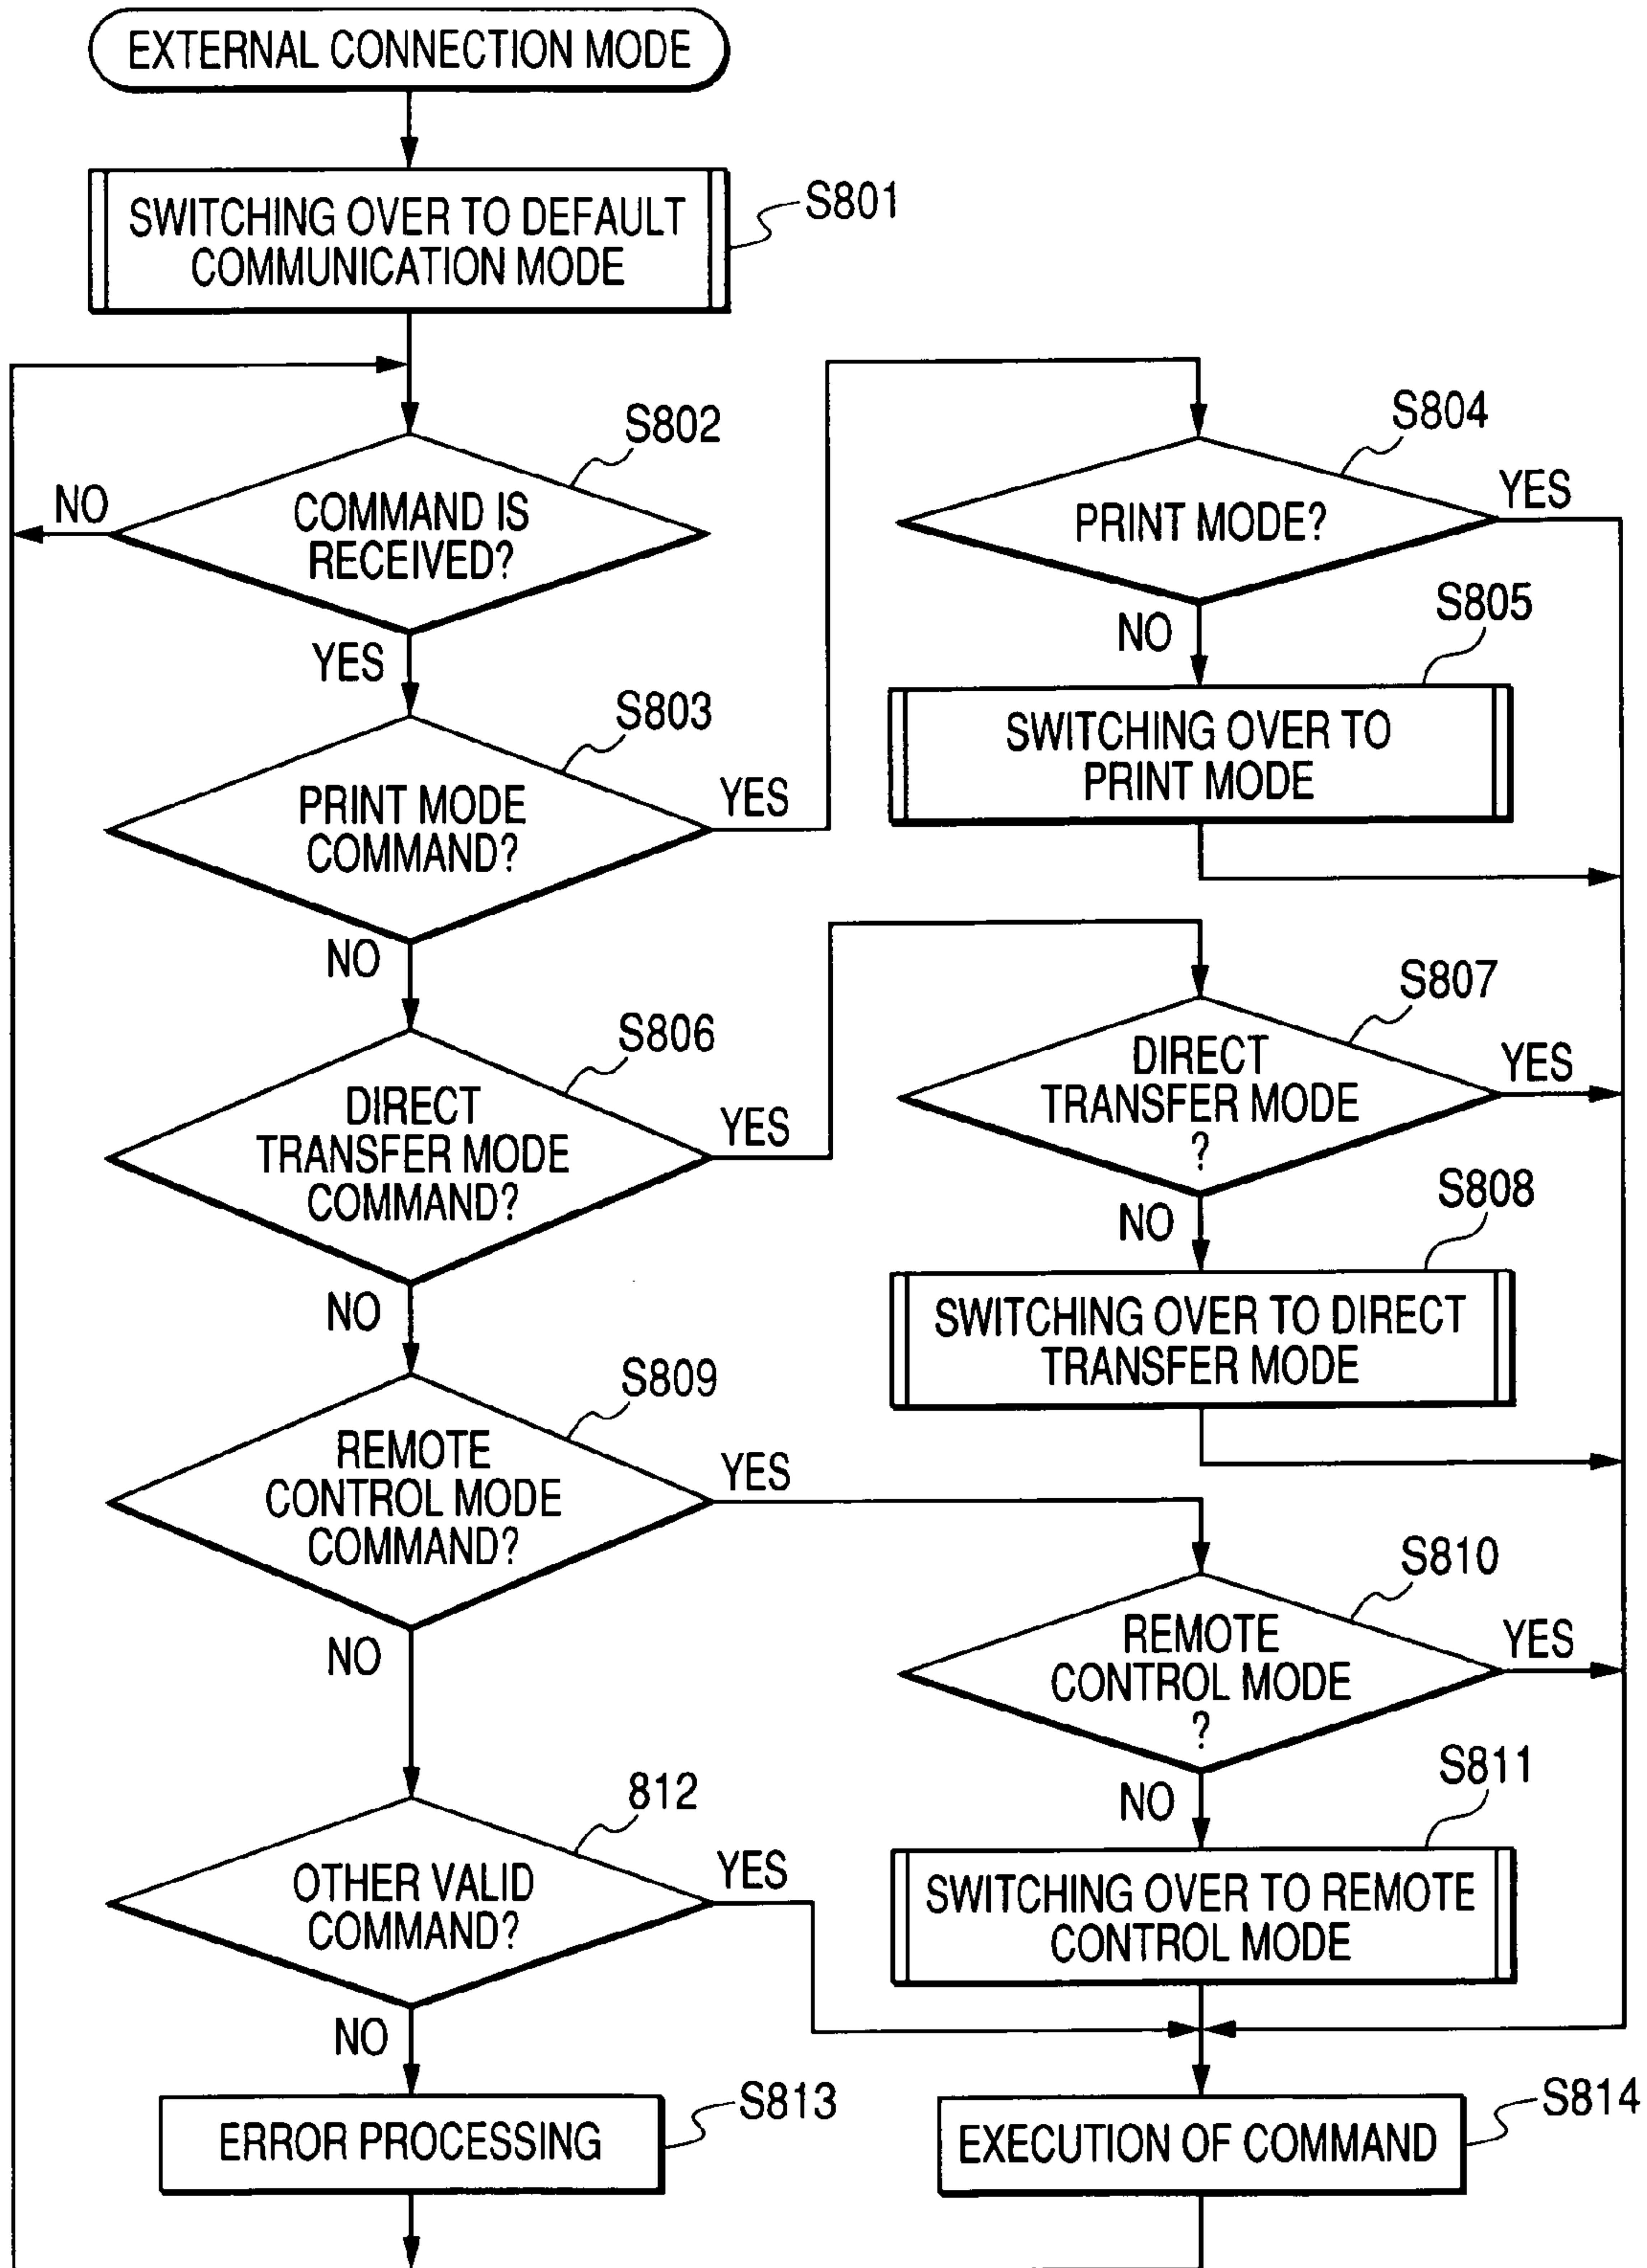 EXTERNAL CONNECTION MODE
SWITCHING OVER TO DEFAULT
COMMUNICATION MODE
S801
S802
COMMAND IS
RECEIVED?
NO
YES
S803
PRINT MODE
COMMAND?
YES
NO
S804
PRINT MODE?
YES
NO
S805
SWITCHING OVER TO
PRINT MODE
S806
DIRECT
TRANSFER MODE
COMMAND?
YES
NO
S807
DIRECT
TRANSFER MODE
?
YES
NO
S808
SWITCHING OVER TO DIRECT
TRANSFER MODE
S809
REMOTE
CONTROL MODE
COMMAND?
YES
NO
S810
REMOTE
CONTROL MODE
?
YES
NO
S811
SWITCHING OVER TO REMOTE
CONTROL MODE
812
OTHER VALID
COMMAND?
YES
NO
S813
ERROR PROCESSING
S814
EXECUTION OF COMMAND